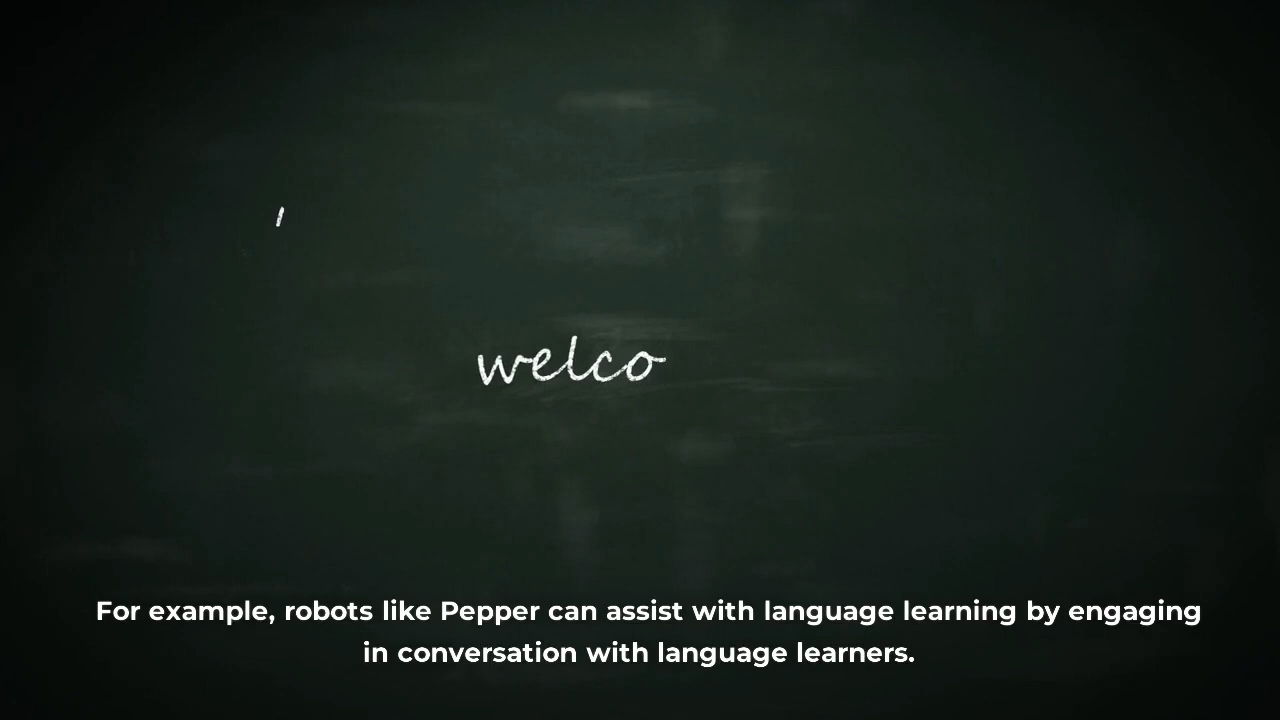 welco
For example, robots like Pepper can assist with language learning by engaging
in conversation with language learners.